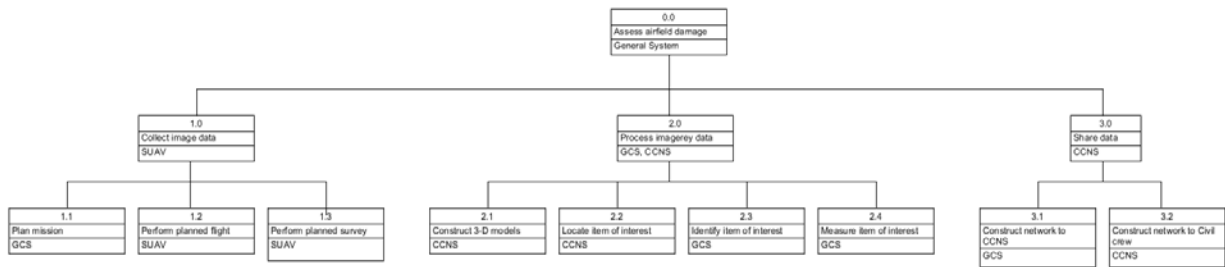 0.0
Assess airfield damage
General System
1.0
Collect image data
SUAV
2.0
Process imagerey data
GCS, CCNS
3.0
Share data
CCNS
1.1
Plan mission
GCS
1.2
Perform planned flight
SUAV
1.3
Perform planned survey
SUAV
2.1
Construct 3-D models
CCNS
2.2
Locate item of interest
CCNS
2.3
Identify item of interest
GCS
2.4
Measure item of interest
GCS
3.1
Construct network to
CCNS
GCS
3.2
Construct network to Civil
crew
CCNS